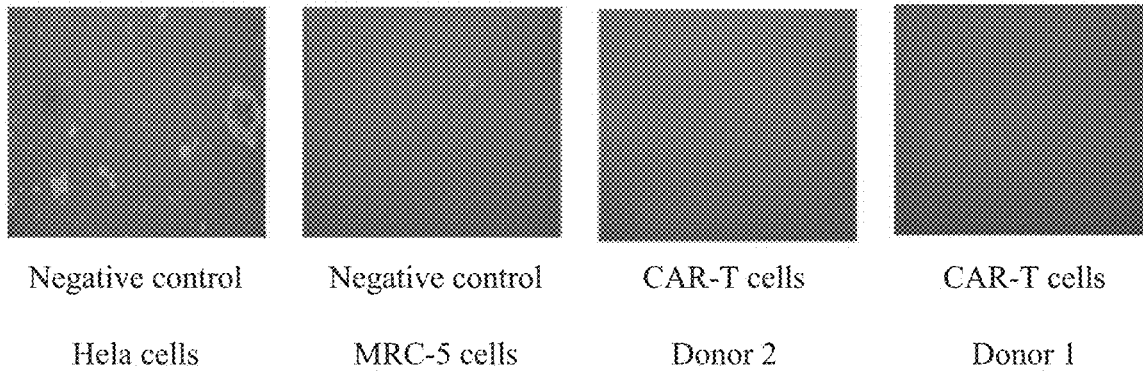 Negative control Negative control CAR-T cells CAR-T cells
Hela cells MRC-5 cells Donor 2 Donor 1